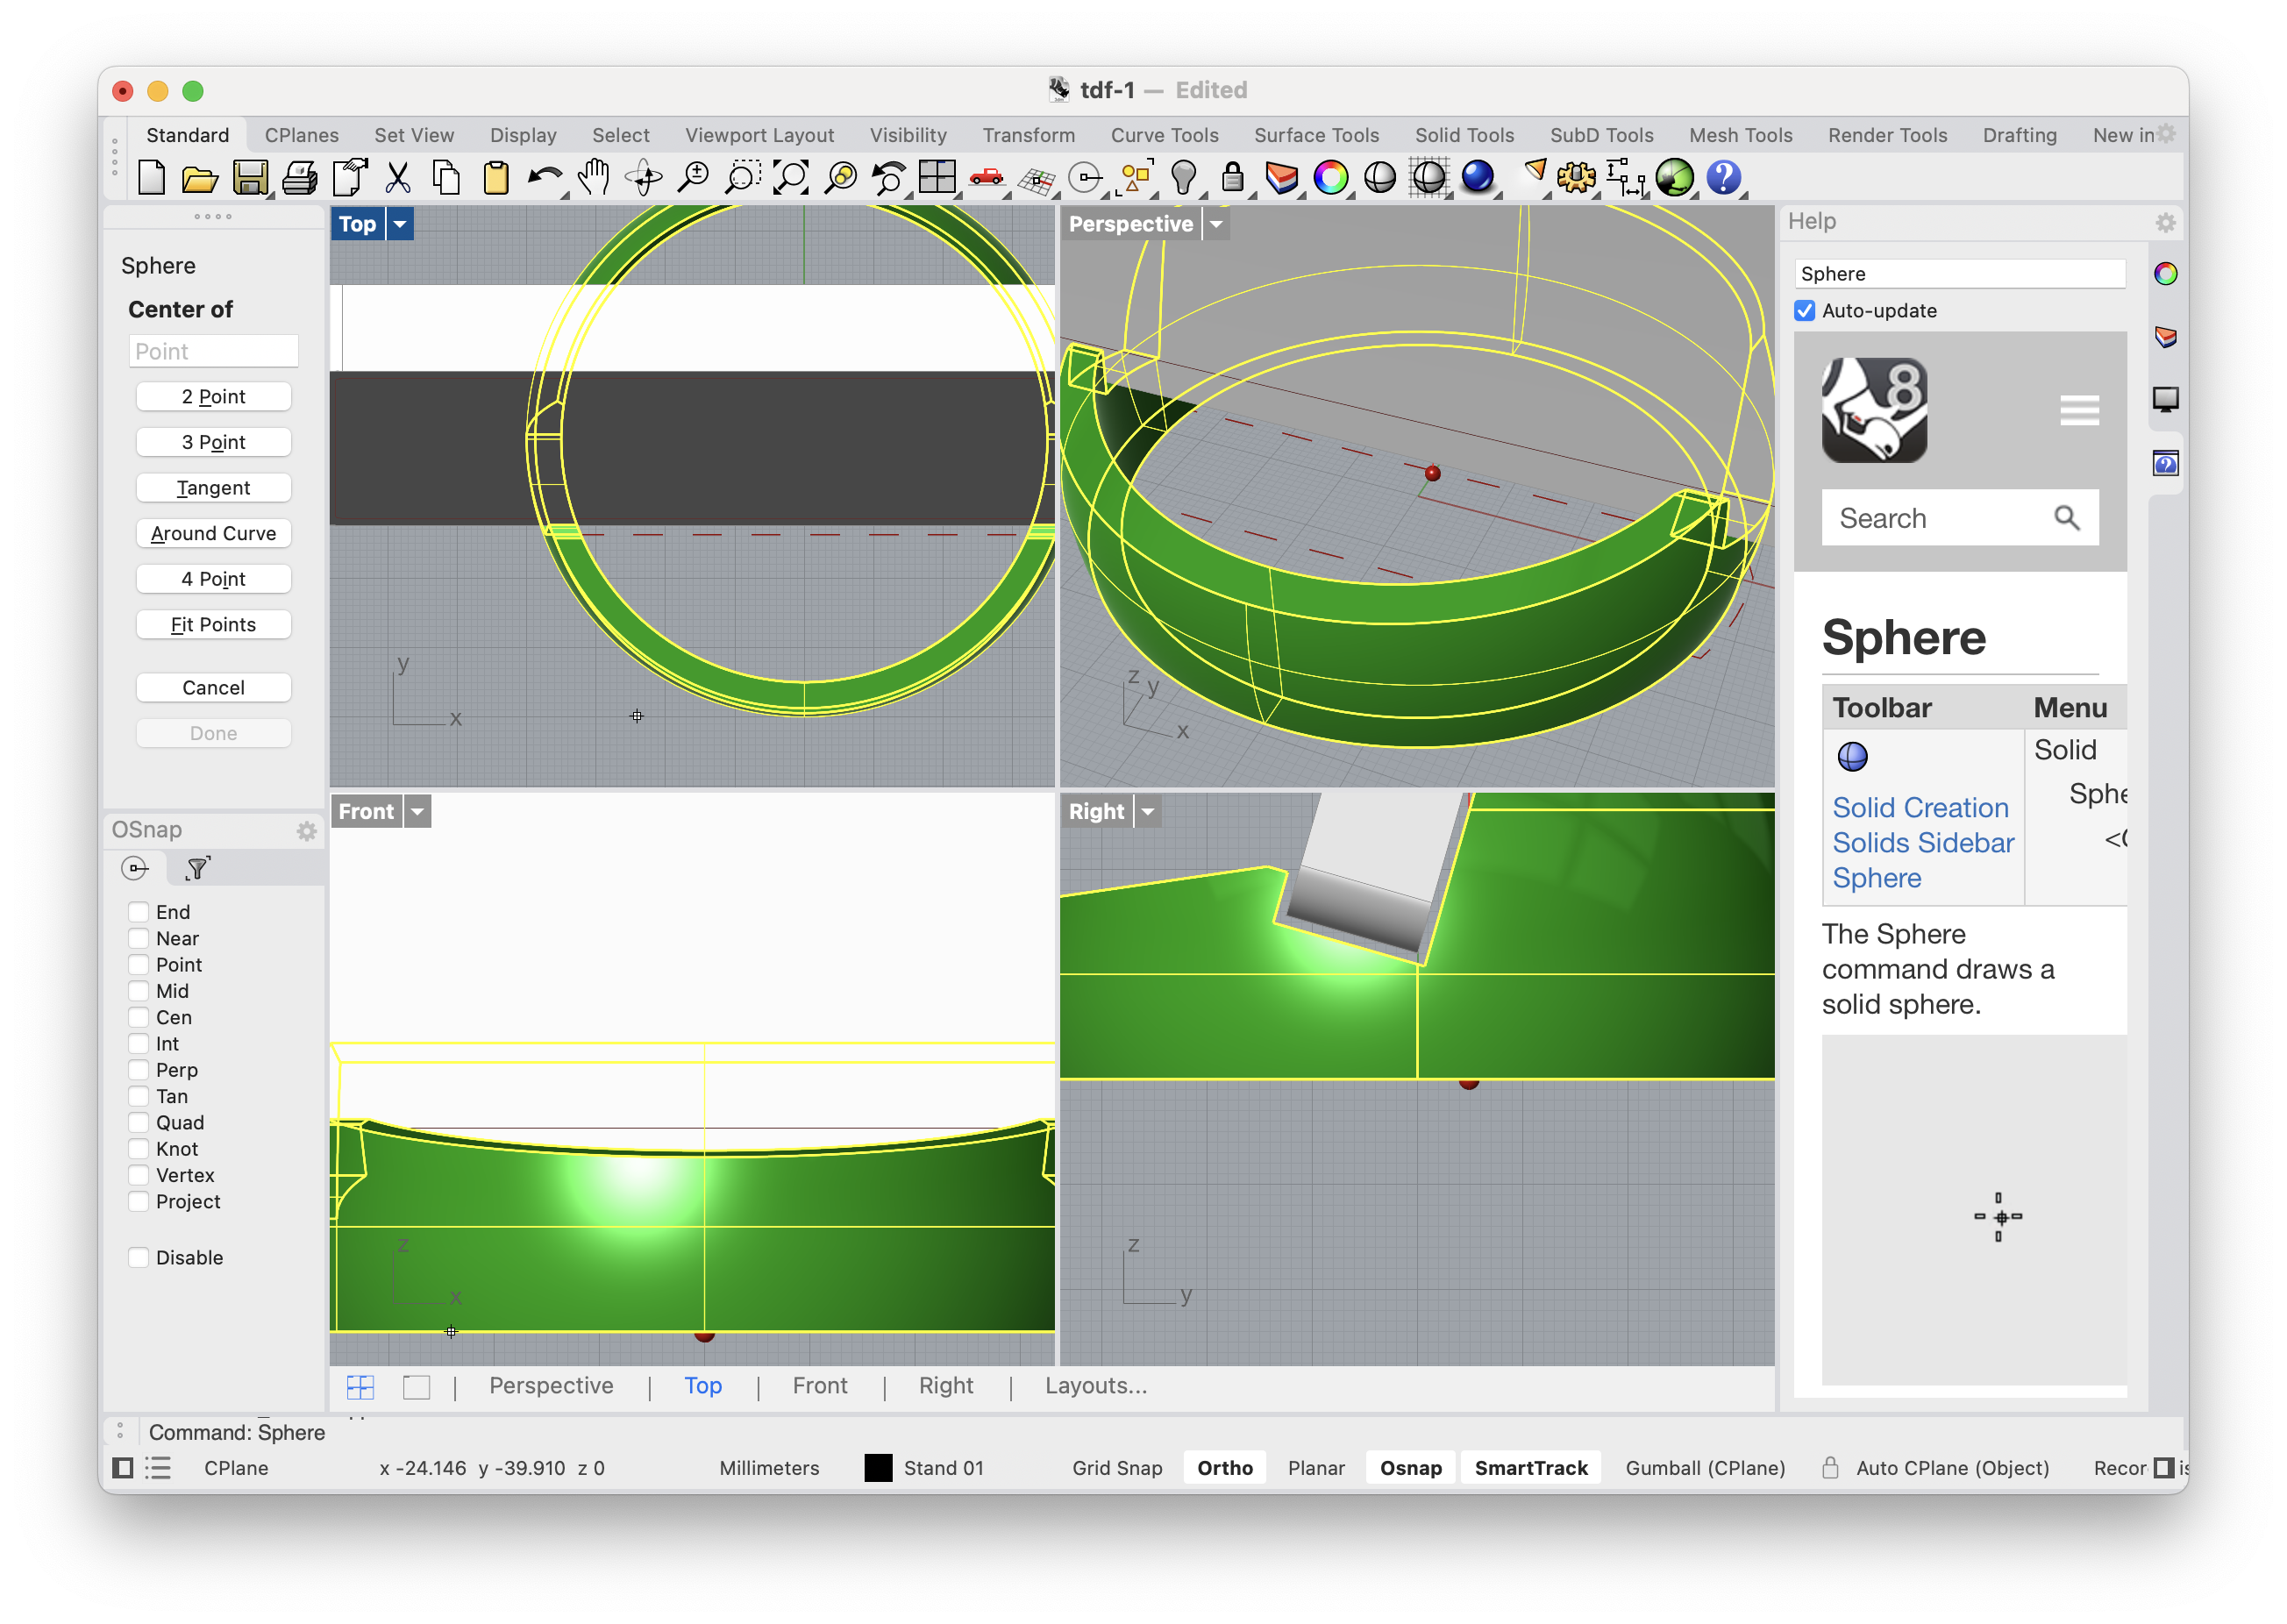 tdf-1 — Edited
Standard CPlanes Set View Display Select Viewport Layout Visibility Transform Curve Tools Surface Tools Solid Tools SubD Tools Mesh Tools Render Tools Drafting New in
Sphere
Center of
Point
2 Point
3 Point
Tangent
Around Curve
4 Point
Fit Points
Cancel
Done
OSnap
End
Near
Point
Mid
Cen
Int
Perp
Tan
Quad
Knot
Vertex
Project
Disable
Top
y
x
Perspective
z
y
x
Front
z
x
Right
z
y
Perspective | Top | Front | Right | Layouts...
Help
Sphere
Auto-update
8
Search
Sphere
Toolbar Menu
Solid Creation
Solids Sidebar
Sphere
Solid
The Sphere
command draws a
solid sphere.
Command: Sphere
CPlane x -24.146 y -39.910 z 0 Millimeters Stand 01 Grid Snap Ortho Planar Osnap SmartTrack Gumball (CPlane) Auto CPlane (Object) Recor